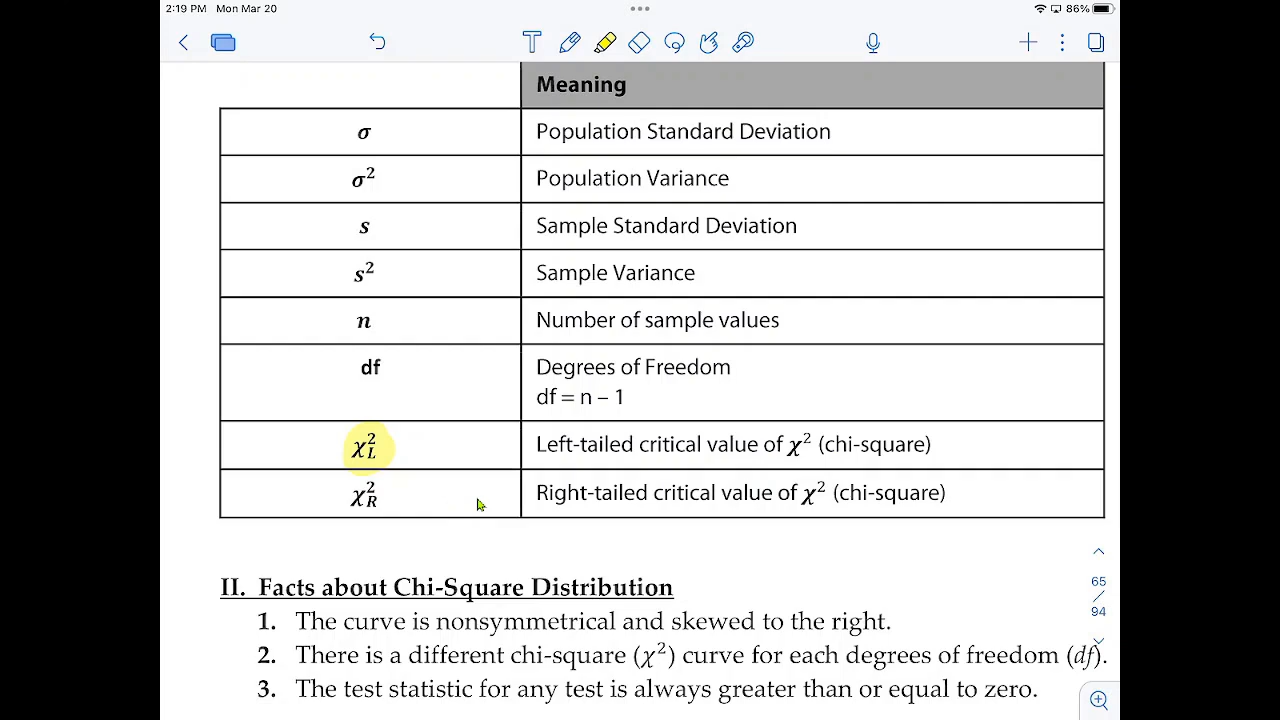 2:19 PM Mon Mar 20
86%
Meaning
σ Population Standard Deviation
σ² Population Variance
s Sample Standard Deviation
s² Sample Variance
n Number of sample values
df Degrees of Freedom
df = n – 1
χ²_L Left-tailed critical value of χ² (chi-square)
χ²_R Right-tailed critical value of χ² (chi-square)
II. Facts about Chi-Square Distribution
1. The curve is nonsymmetrical and skewed to the right.
2. There is a different chi-square (χ²) curve for each degrees of freedom (df).
3. The test statistic for any test is always greater than or equal to zero.
65
/
94